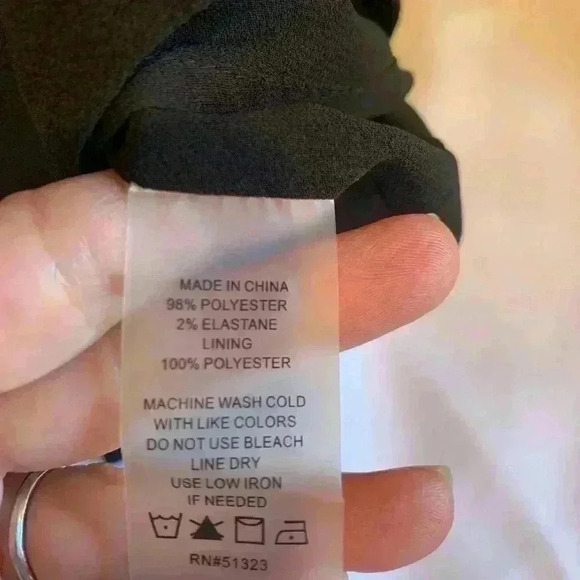 MADE IN CHINA
98% POLYESTER
2% ELASTANE
LINING
100% POLYESTER
MACHINE WASH COLD
WITH LIKE COLORS
DO NOT USE BLEACH
LINE DRY
USE LOW IRON
IF NEEDED
RN#51323